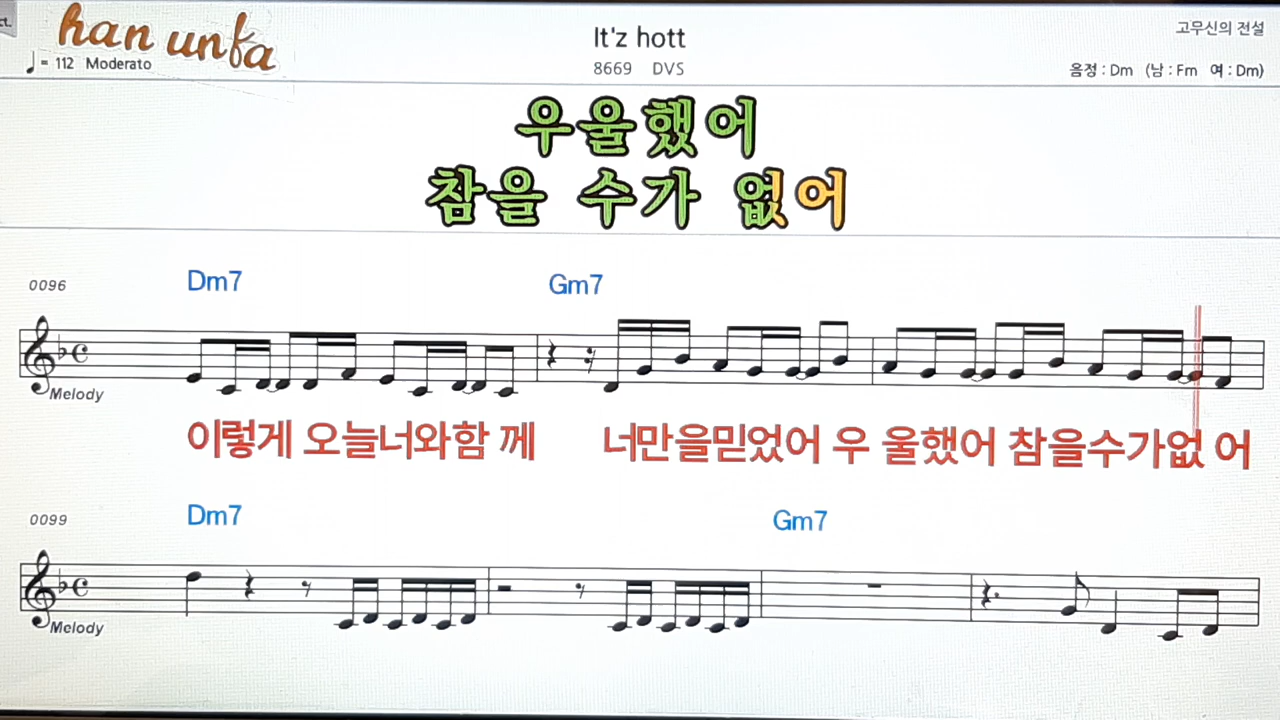 ct.
han unfa
It'z hott
고무신의 전설
♩= 112 Moderato
8669 DVS
음정 : Dm (남 : Fm 여 : Dm)
우울했어
참을 수가 없어
0096 Dm7 Gm7
Melody
이렇게 오늘너와함 께 너만을믿었어 우 울했어 참을수가없 어
0099 Dm7 Gm7
Melody